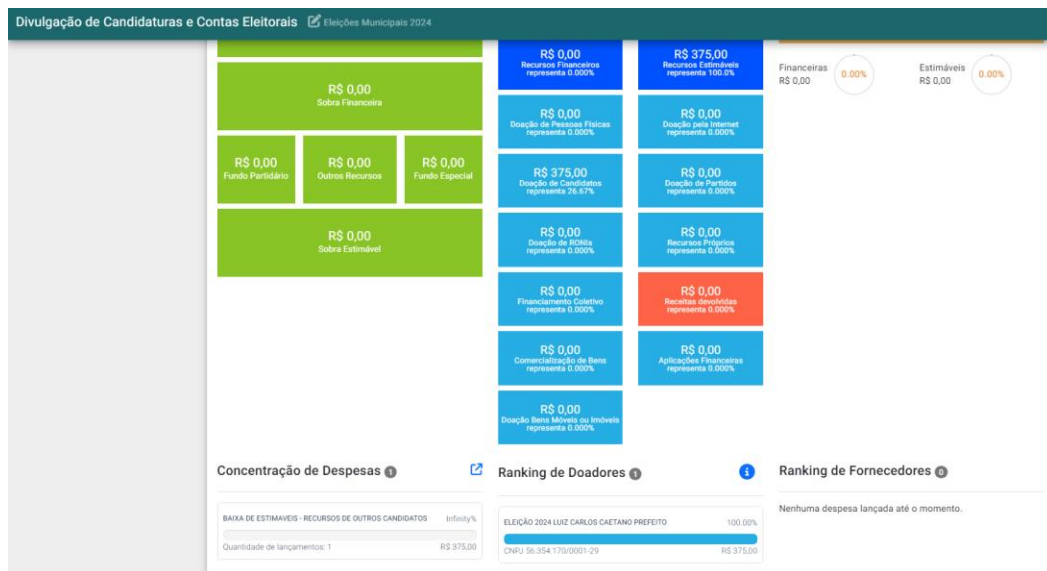 Divulgação de Candidaturas e Contas Eleitorais Eleições Municipais 2024
R$ 0,00
Sobra Financeira
R$ 0,00
Fundo Partidário
R$ 0,00
Outros Recursos
R$ 0,00
Fundo Especial
R$ 0,00
Sobra Estimável
R$ 0,00
Recursos Financeiros
representa 0.000%
R$ 375,00
Recursos Estimáveis
representa 100.0%
R$ 0,00
Doação de Pessoas Físicas
representa 0.000%
R$ 0,00
Doação pela Internet
representa 0.000%
R$ 375,00
Doação de Candidatos
representa 26.67%
R$ 0,00
Doação de Partidos
representa 0.000%
R$ 0,00
Doação de RONIs
representa 0.000%
R$ 0,00
Recursos Próprios
representa 0.000%
R$ 0,00
Financiamento Coletivo
representa 0.000%
R$ 0,00
Receitas devolvidas
representa 0.000%
R$ 0,00
Comercialização de Bens
representa 0.000%
R$ 0,00
Aplicações Financeiras
representa 0.000%
R$ 0,00
Doação Bens Móveis ou Imóveis
representa 0.000%
Financeiras
R$ 0,00
0.00%
Estimáveis
R$ 0,00
0.00%
Concentração de Despesas 1
BAIXA DE ESTIMAVEIS - RECURSOS DE OUTROS CANDIDATOS Infinity%
Quantidade de lançamentos: 1 R$ 375,00
Ranking de Doadores 1
ELEIÇÃO 2024 LUIZ CARLOS CAETANO PREFEITO 100.00%
CNPJ 56.354.170/0001-29 R$ 375,00
Ranking de Fornecedores 0
Nenhuma despesa lançada até o momento.